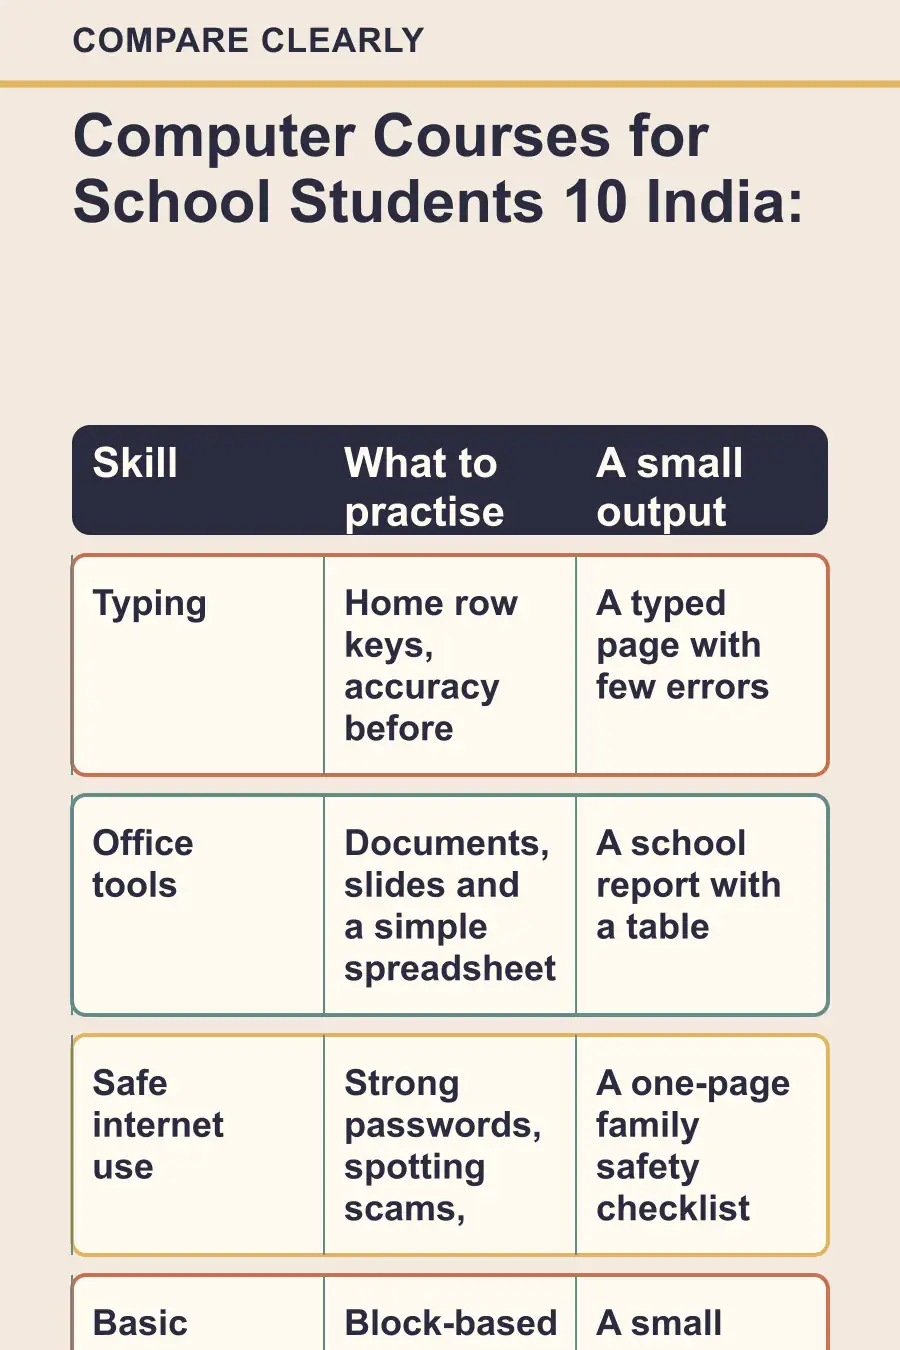 COMPARE CLEARLY
Computer Courses for
School Students 10 India:
Skill
What to
practise
A small
output
Typing
Home row
keys,
accuracy
before
A typed
page with
few errors
Office
tools
Documents,
slides and
a simple
spreadsheet
A school
report with
a table
Safe
internet
use
Strong
passwords,
spotting
scams,
A one-page
family
safety
checklist
Basic
Block-based
A small